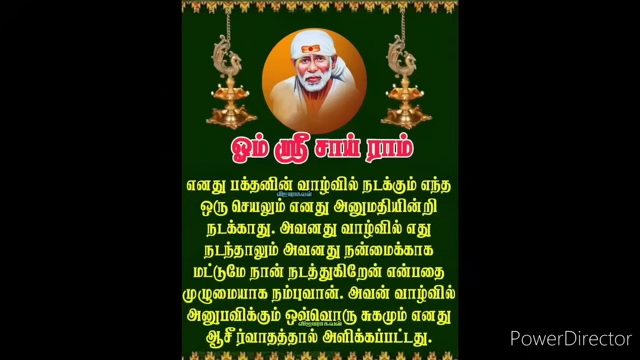 ஓம் ஸ்ரீ சாய் ராம்
எனது பக்தனின் வாழ்வில் நடக்கும் எந்த
ஒரு செயலும் எனது அனுமதியின்றி
நடக்காது. அவனது வாழ்வில் எது
நடந்தாலும் அவனது நன்மைக்காக
மட்டுமே நான் நடத்துகிறேன் என்பதை
முழுமையாக நம்புவான். அவன் வாழ்வில்
அனுபவிக்கும் ஒவ்வொரு சுகமும் எனது
ஆசீர்வாதத்தால் அளிக்கப்பட்டது.
PowerDirector